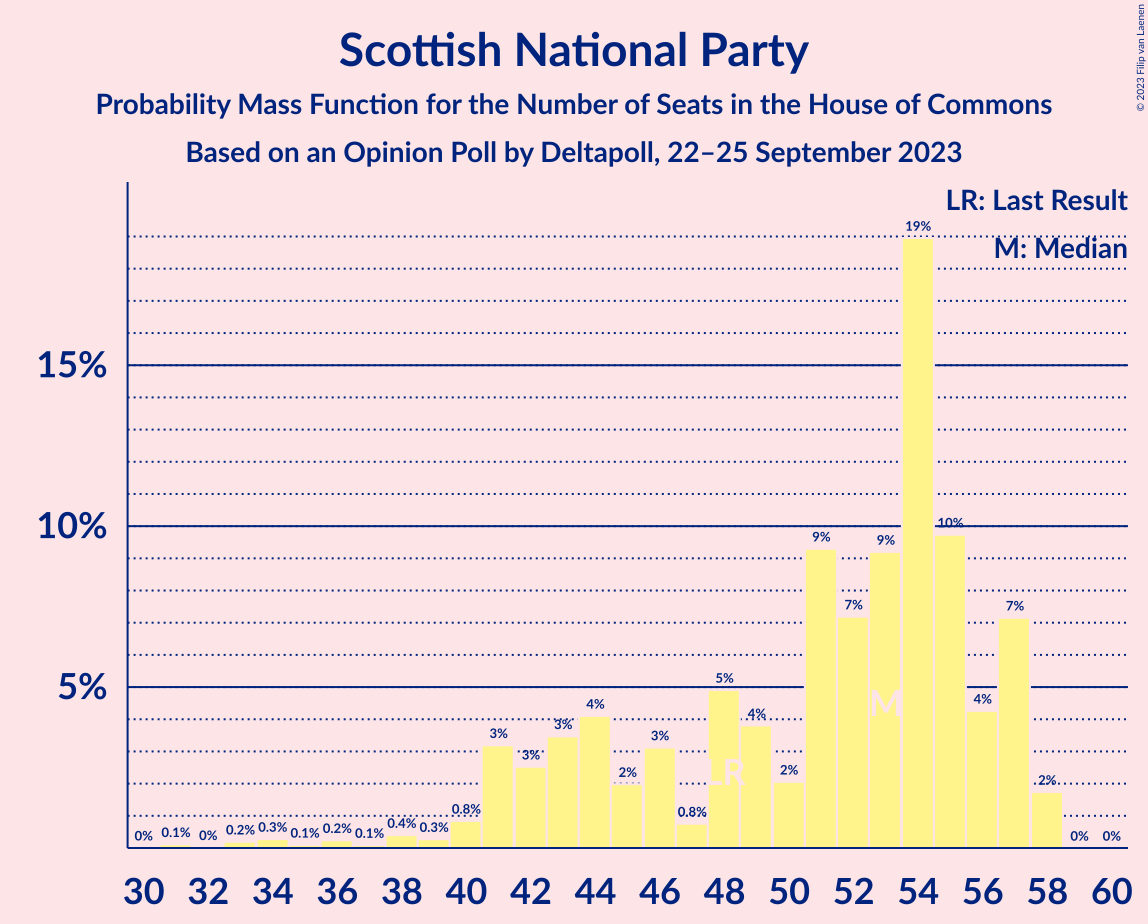 Scottish National Party
Probability Mass Function for the Number of Seats in the House of Commons
Based on an Opinion Poll by Deltapoll, 22–25 September 2023
© 2023 Filip van Laenen
LR: Last Result
M: Median
15%
10%
5%
0% 0.1% 0% 0.2% 0.3% 0.1% 0.2% 0.1% 0.4% 0.3% 0.8% 3% 3% 3% 4% 2% 3% 0.8% 5% 4% 2% 9% 7% 9% 19% 10% 4% 7% 2% 0% 0%
LR
M
30 32 34 36 38 40 42 44 46 48 50 52 54 56 58 60